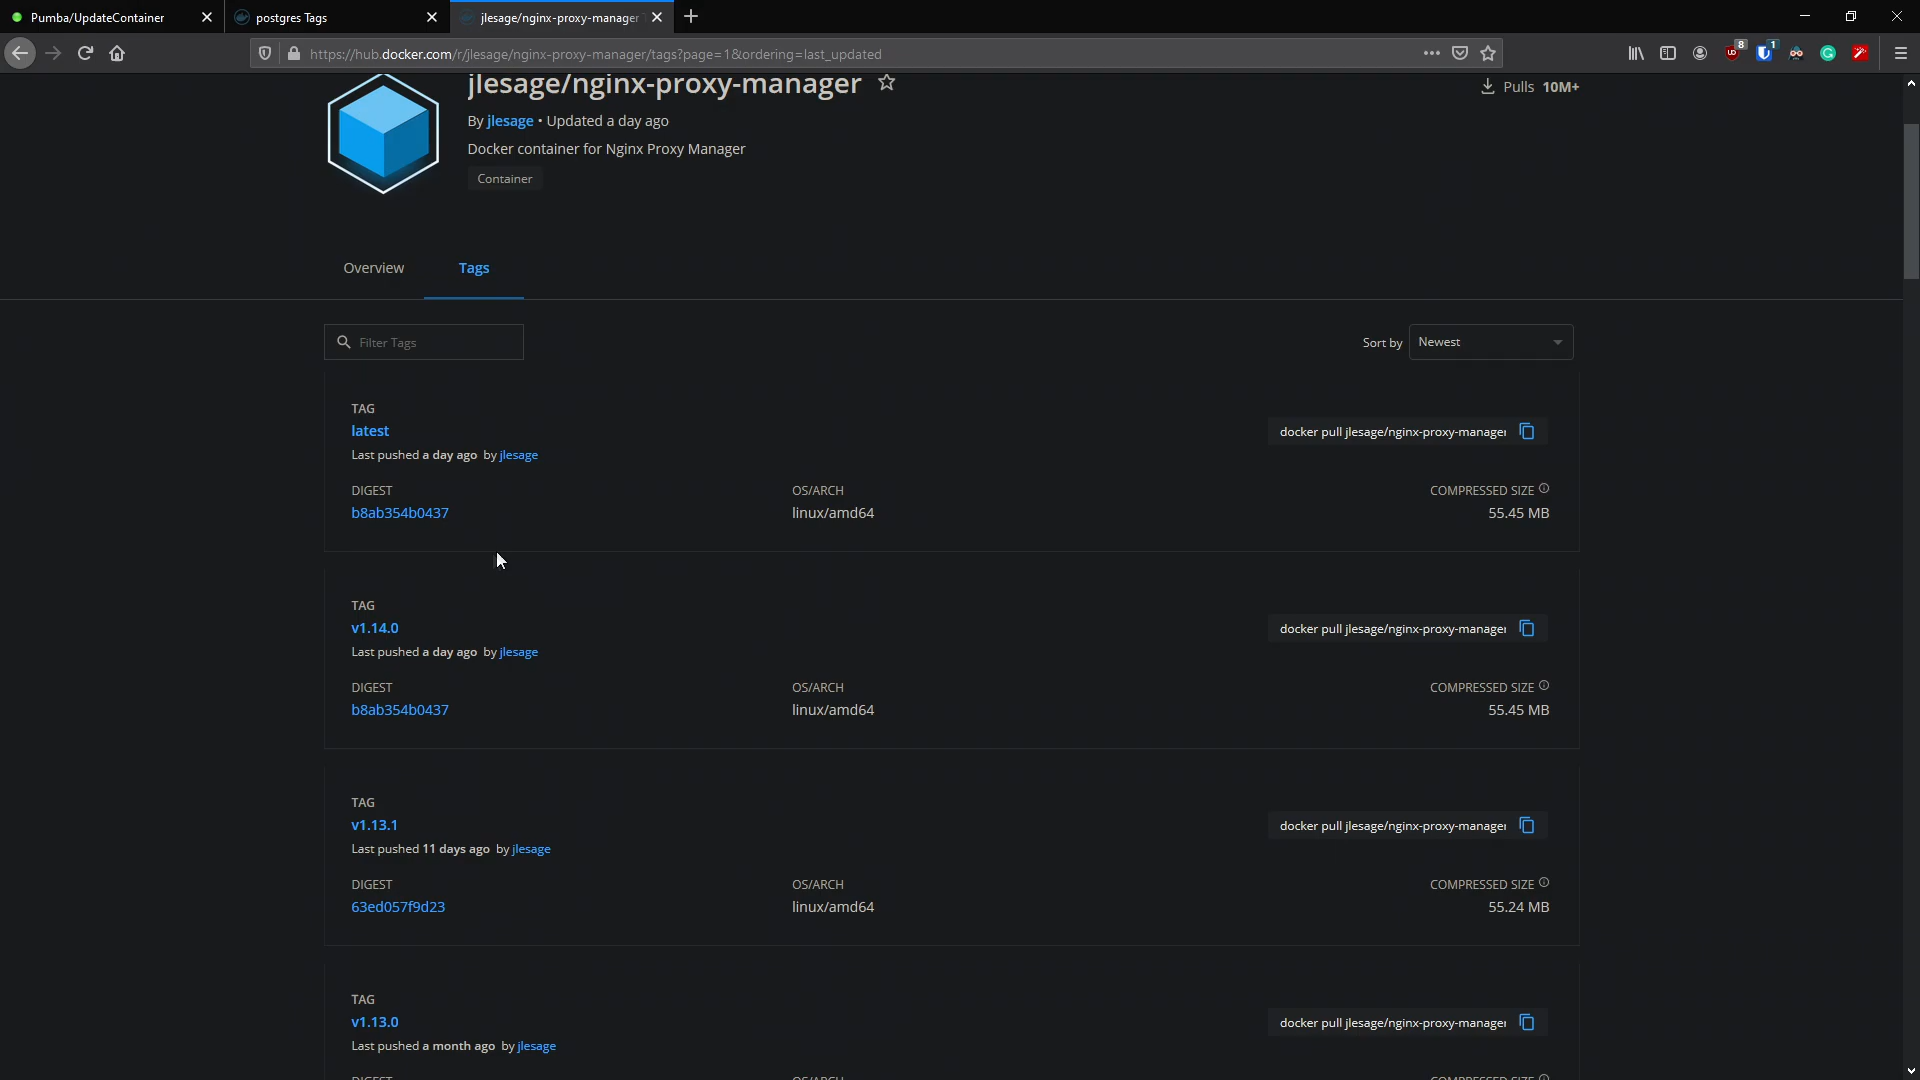 Pumba/UpdateContainer
postgres Tags
jlesage/nginx-proxy-manager
https://hub.docker.com/r/jlesage/nginx-proxy-manager/tags?page=1&ordering=last_updated
8
1
jlesage/nginx-proxy-manager
Pulls 10M+
By jlesage • Updated a day ago
Docker container for Nginx Proxy Manager
Container
Overview
Tags
Filter Tags
Sort by
Newest
TAG
latest
docker pull jlesage/nginx-proxy-manager
Last pushed a day ago by jlesage
DIGEST
OS/ARCH
COMPRESSED SIZE
b8ab354b0437
linux/amd64
55.45 MB
TAG
v1.14.0
docker pull jlesage/nginx-proxy-manager
Last pushed a day ago by jlesage
DIGEST
OS/ARCH
COMPRESSED SIZE
b8ab354b0437
linux/amd64
55.45 MB
TAG
v1.13.1
docker pull jlesage/nginx-proxy-manager
Last pushed 11 days ago by jlesage
DIGEST
OS/ARCH
COMPRESSED SIZE
63ed057f9d23
linux/amd64
55.24 MB
TAG
v1.13.0
docker pull jlesage/nginx-proxy-manager
Last pushed a month ago by jlesage
DIGEST
OS/ARCH
COMPRESSED SIZE